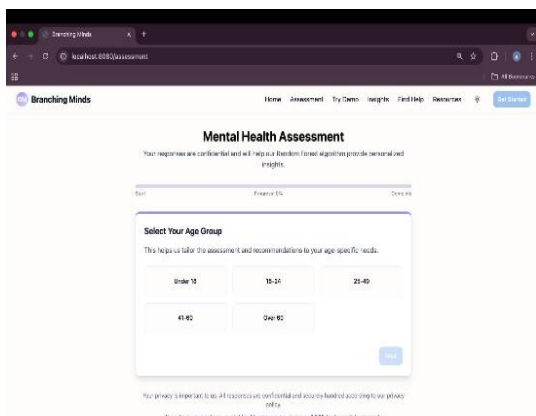 Branching Minds
localhost:8080/assessment
All Bookmarks
BM Branching Minds Home Assessment Try Demo Insights Find Help Resources Get Started
Mental Health Assessment
Your responses are confidential and will help our Random Forest algorithm provide personalized
insights.
Start Progress: 0% Complete
Select Your Age Group
This helps us tailor the assessment and recommendations to your age-specific needs.
Under 18 18-24 25-40
41-60 Over 60
Next
Your privacy is important to us. All responses are confidential and securely handled according to our privacy
policy.